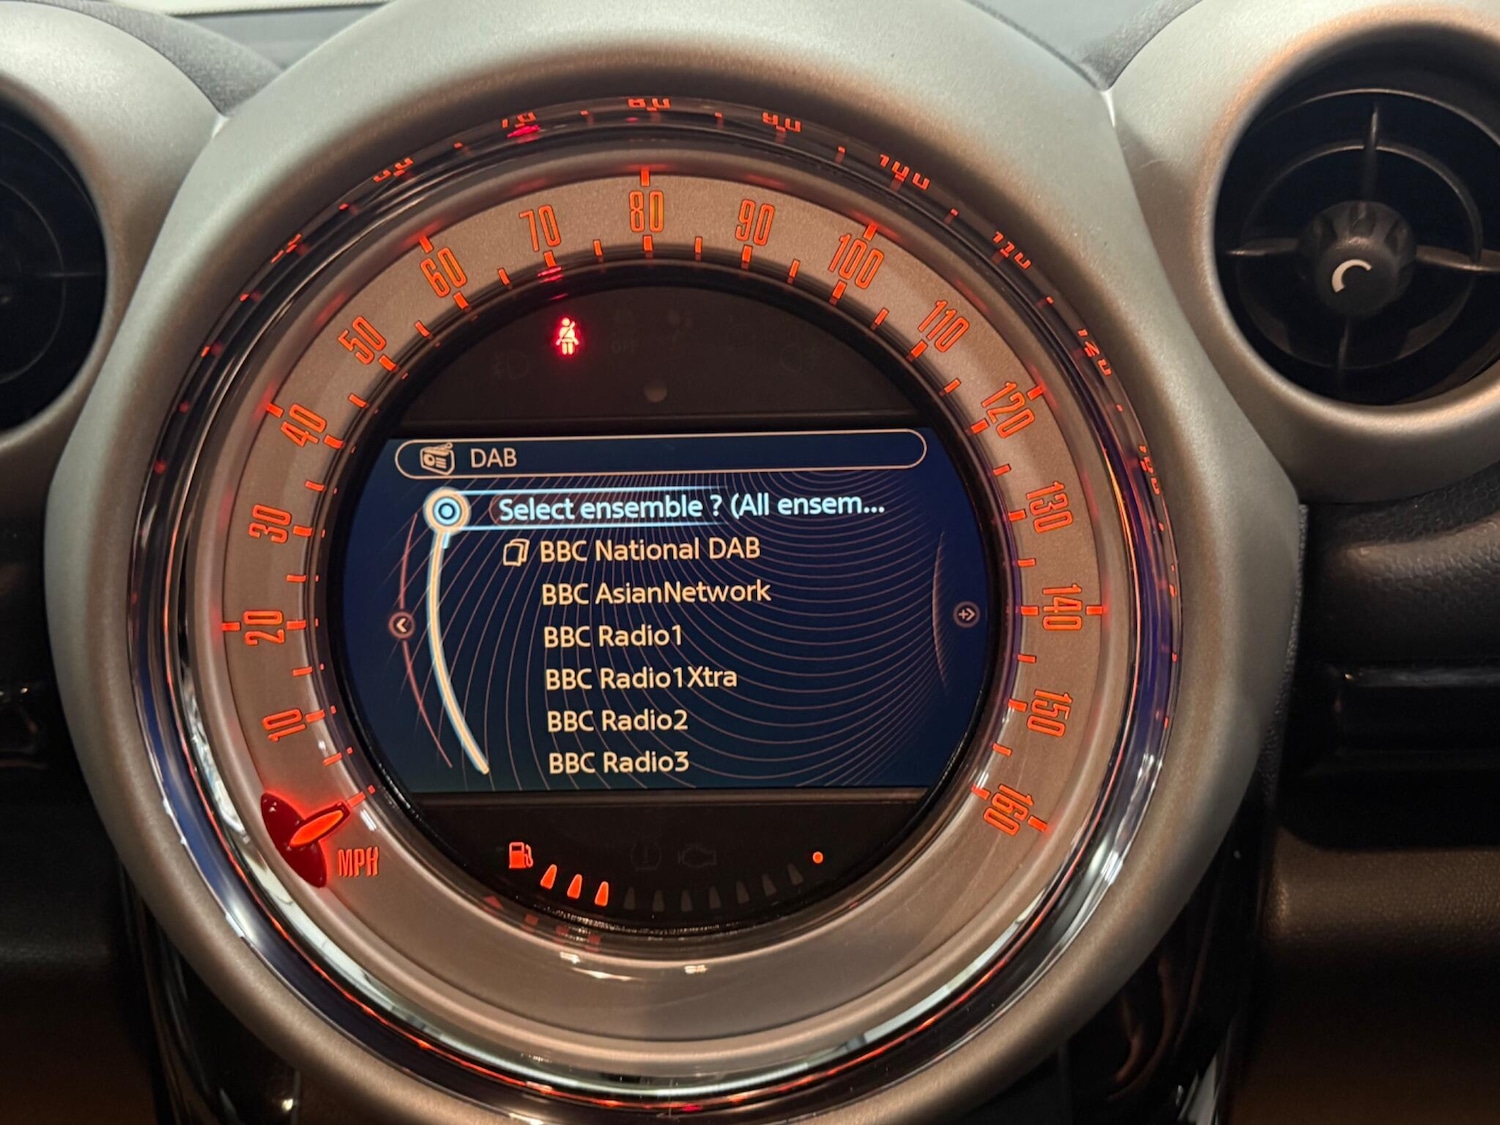 DAB
Select ensemble ? (All ensem...
BBC National DAB
BBC AsianNetwork
BBC Radio1
BBC Radio1Xtra
BBC Radio2
BBC Radio3
10
20
30
40
50
60
70
80
90
100
110
120
130
140
150
160
MPH